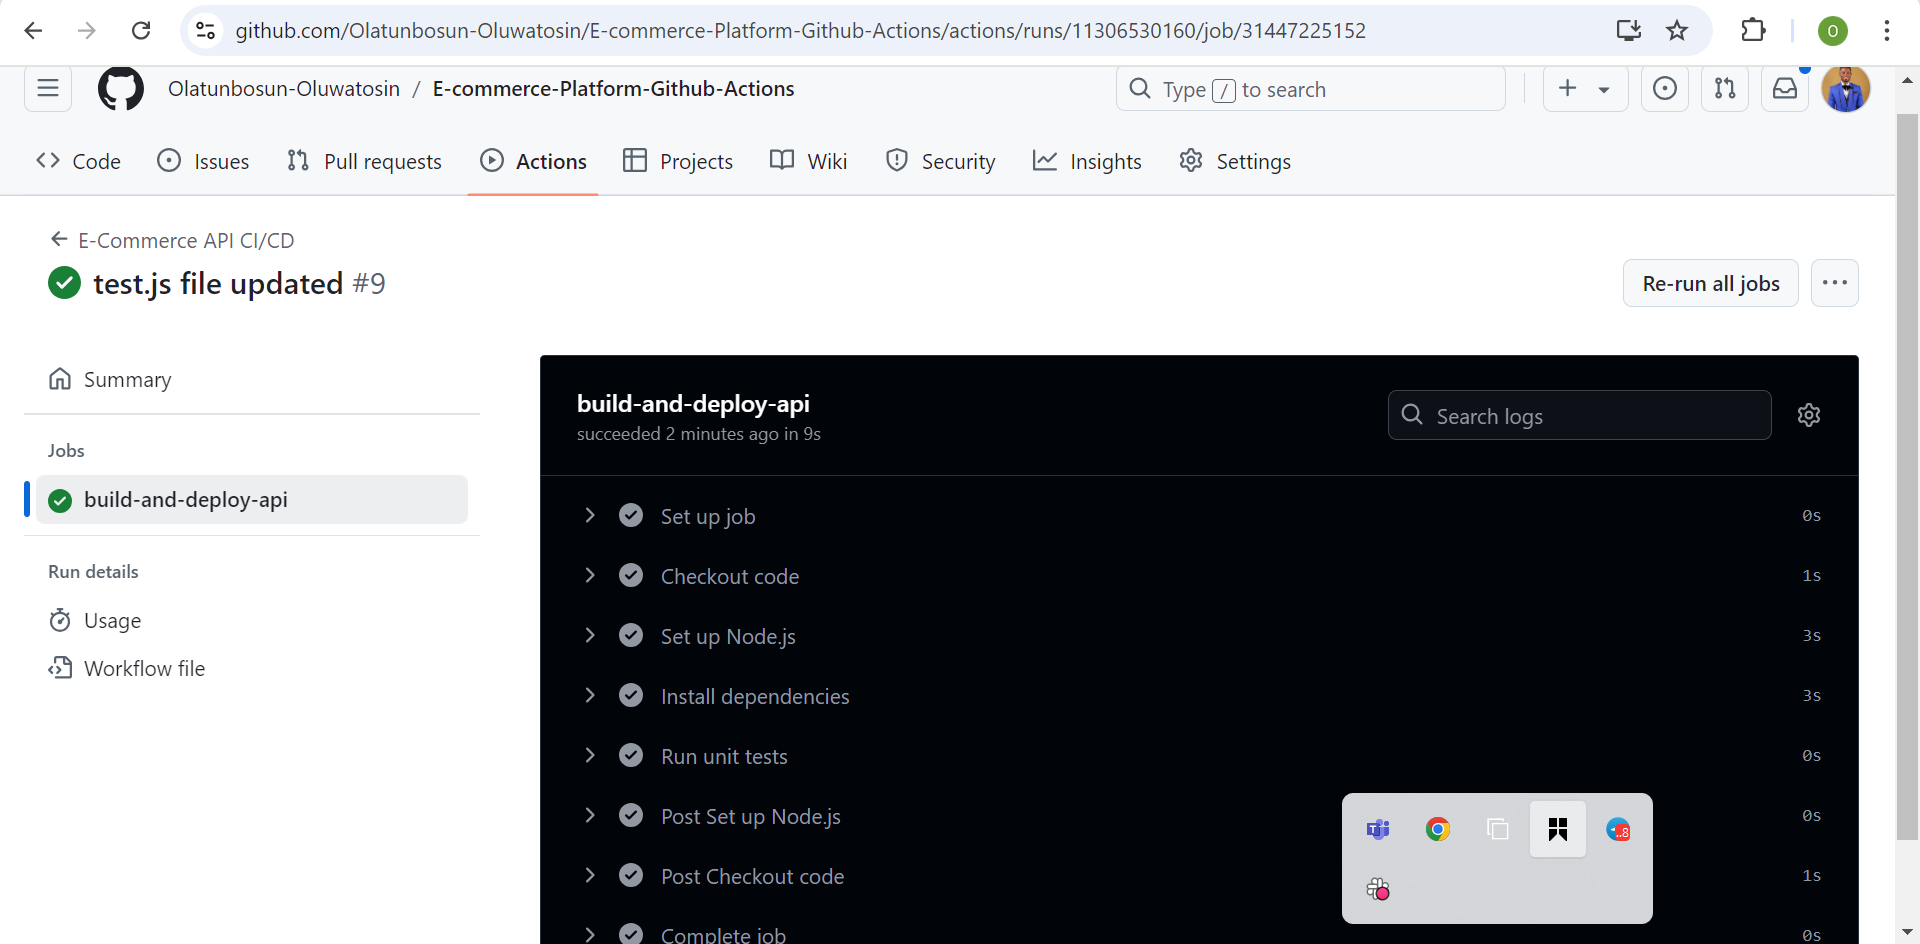 github.com/Olatunbosun-Oluwatosin/E-commerce-Platform-Github-Actions/actions/runs/11306530160/job/31447225152
O
Olatunbosun-Oluwatosin / E-commerce-Platform-Github-Actions
Type / to search
Code Issues Pull requests Actions Projects Wiki Security Insights Settings
E-Commerce API CI/CD
test.js file updated #9
Re-run all jobs
Summary
Jobs
build-and-deploy-api
Run details
Usage
Workflow file
build-and-deploy-api
succeeded 2 minutes ago in 9s
Search logs
Set up job 0s
Checkout code 1s
Set up Node.js 3s
Install dependencies 3s
Run unit tests 0s
Post Set up Node.js 0s
Post Checkout code 1s
Complete job 0s
..8